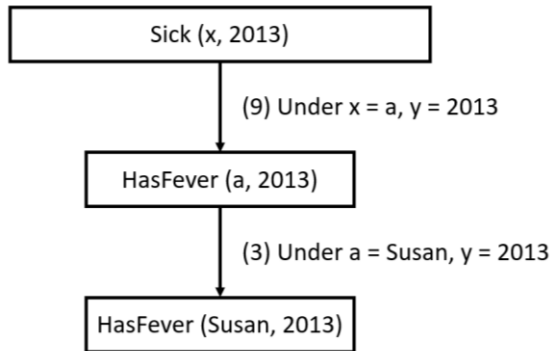 Sick (x, 2013)
(9) Under x = a, y = 2013
HasFever (a, 2013)
(3) Under a = Susan, y = 2013
HasFever (Susan, 2013)